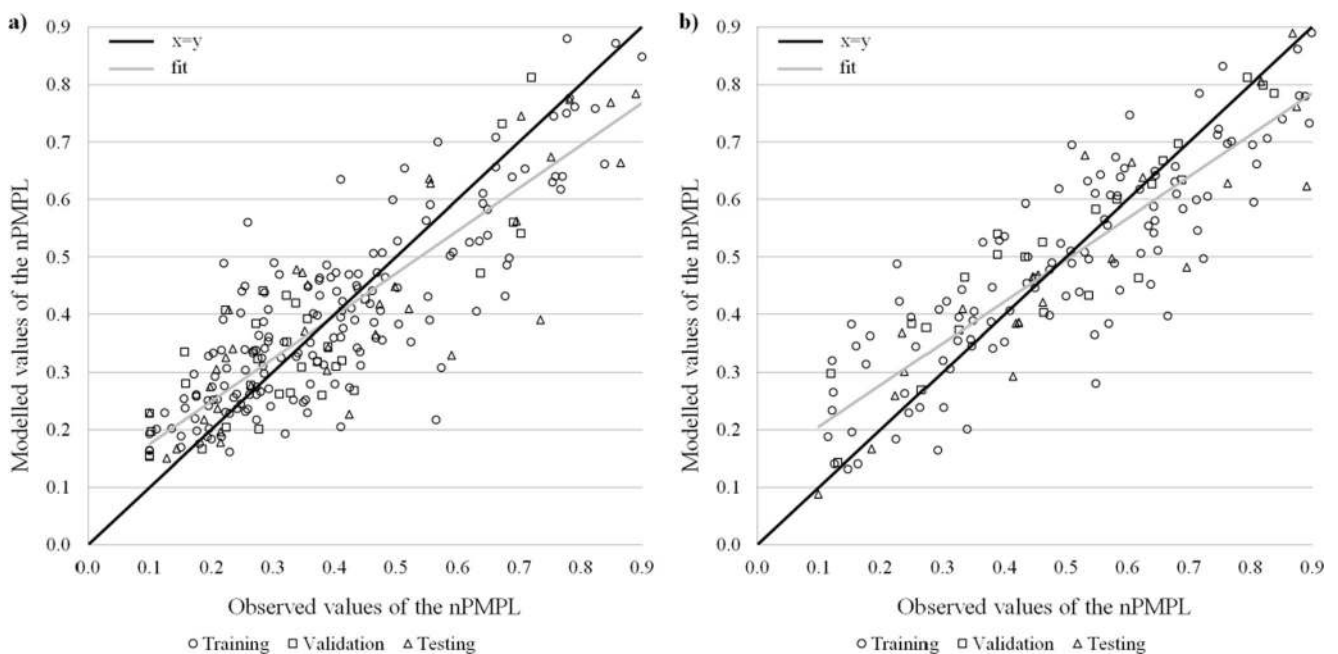 a)
x=y
fit
0.9
0.8
0.7
0.6
0.5
0.4
0.3
0.2
0.1
0.0
Modelled values of the nPMPL
0.0 0.1 0.2 0.3 0.4 0.5 0.6 0.7 0.8 0.9
Observed values of the nPMPL
Training Validation Testing
b)
x=y
fit
0.9
0.8
0.7
0.6
0.5
0.4
0.3
0.2
0.1
0.0
Modelled values of the nPMPL
0.0 0.1 0.2 0.3 0.4 0.5 0.6 0.7 0.8 0.9
Observed values of the nPMPL
Training Validation Testing